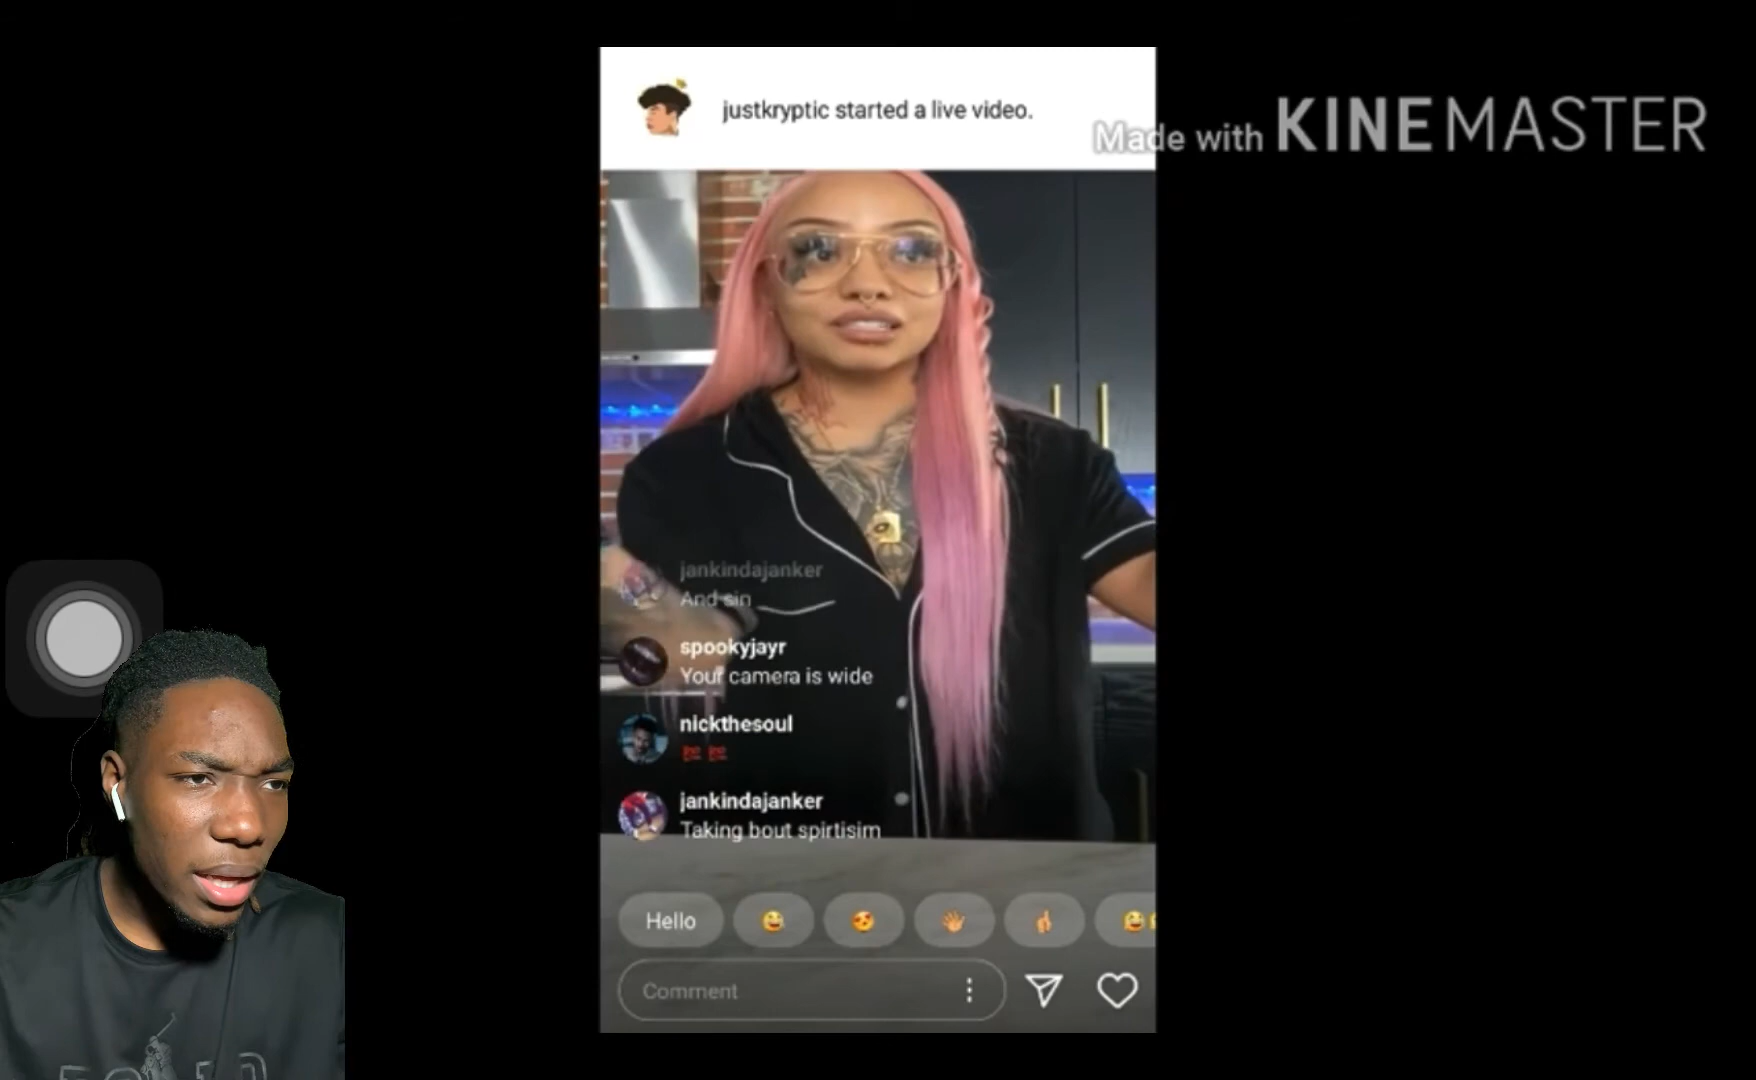 justkryptic started a live video.
Made with KINEMASTER
jankindajanker
And sin
spookyjayr
Your camera is wide
nickthesoul
💯 💯
jankindajanker
Taking bout spirtisim
Hello
Comment